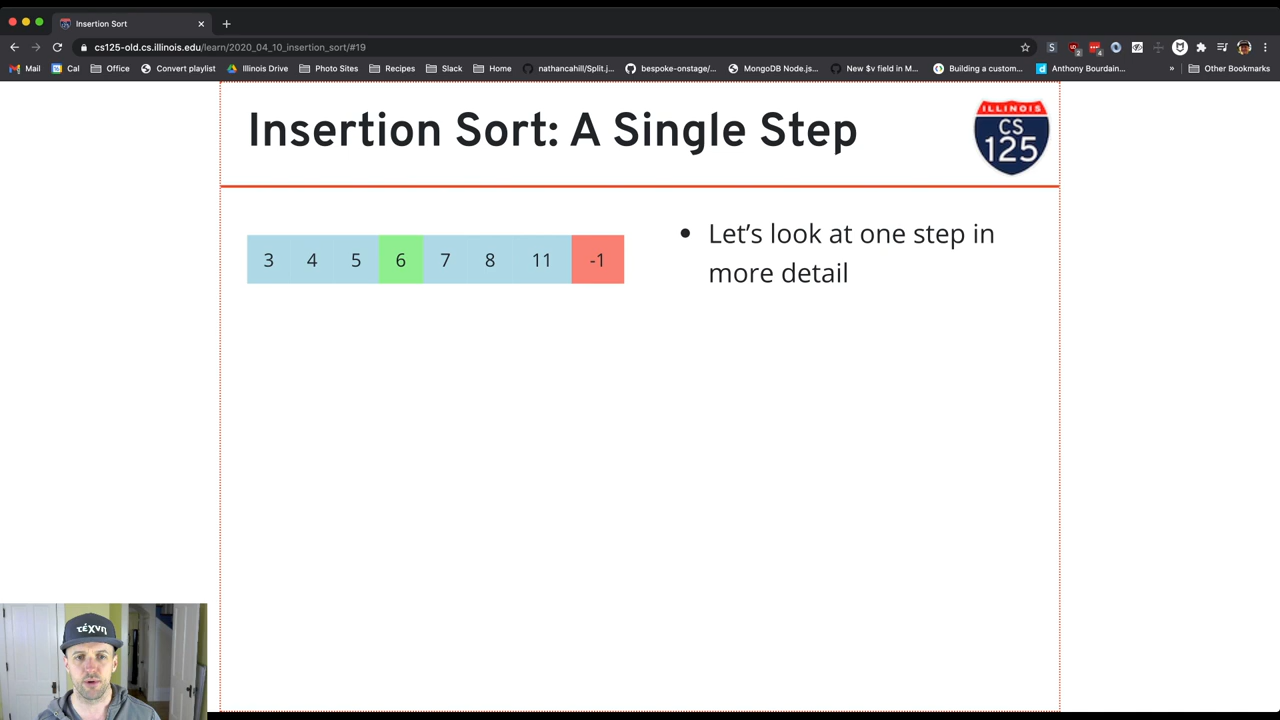 Insertion Sort
cs125-old.cs.illinois.edu/learn/2020_04_10_insertion_sort/#19
Mail Cal Office Convert playlist Illinois Drive Photo Sites Recipes Slack Home nathancahill/Split.j... bespoke-onstage/... MongoDB Node.js... New $v field in M... Building a custom... Anthony Bourdain... » Other Bookmarks
Insertion Sort: A Single Step
ILLINOIS
CS
125
3 4 5 6 7 8 11 -1
• Let's look at one step in
more detail
τέχνη